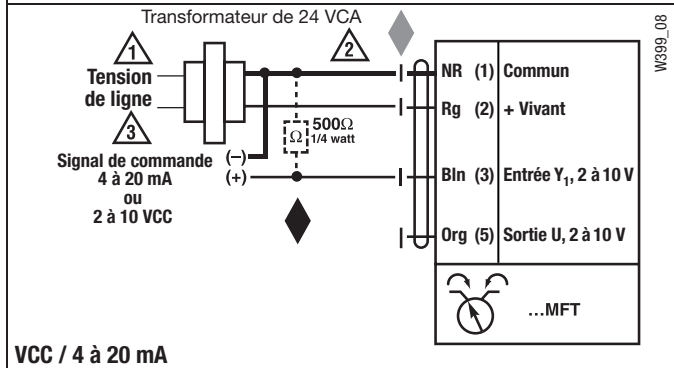 Transformateur de 24 VCA
W399_08
1
2
Tension
de ligne
3
Signal de commande
4 à 20 mA
ou
2 à 10 VCC
(–)
(+)
500Ω
1/4 watt
Ω
NR (1) Commun
Rg (2) + Vivant
Bln (3) Entrée Y₁, 2 à 10 V
Org (5) Sortie U, 2 à 10 V
...MFT
VCC / 4 à 20 mA